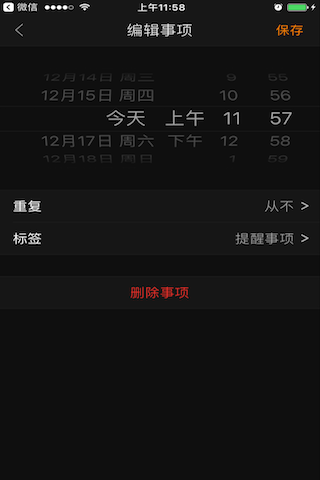 微信 上午11:58
编辑事项 保存
12月14日 周三 9 55
12月15日 周四 10 56
今天 上午 11 57
12月17日 周六 下午 12 58
12月18日 周日 1 59
重复 从不
标签 提醒事项
删除事项